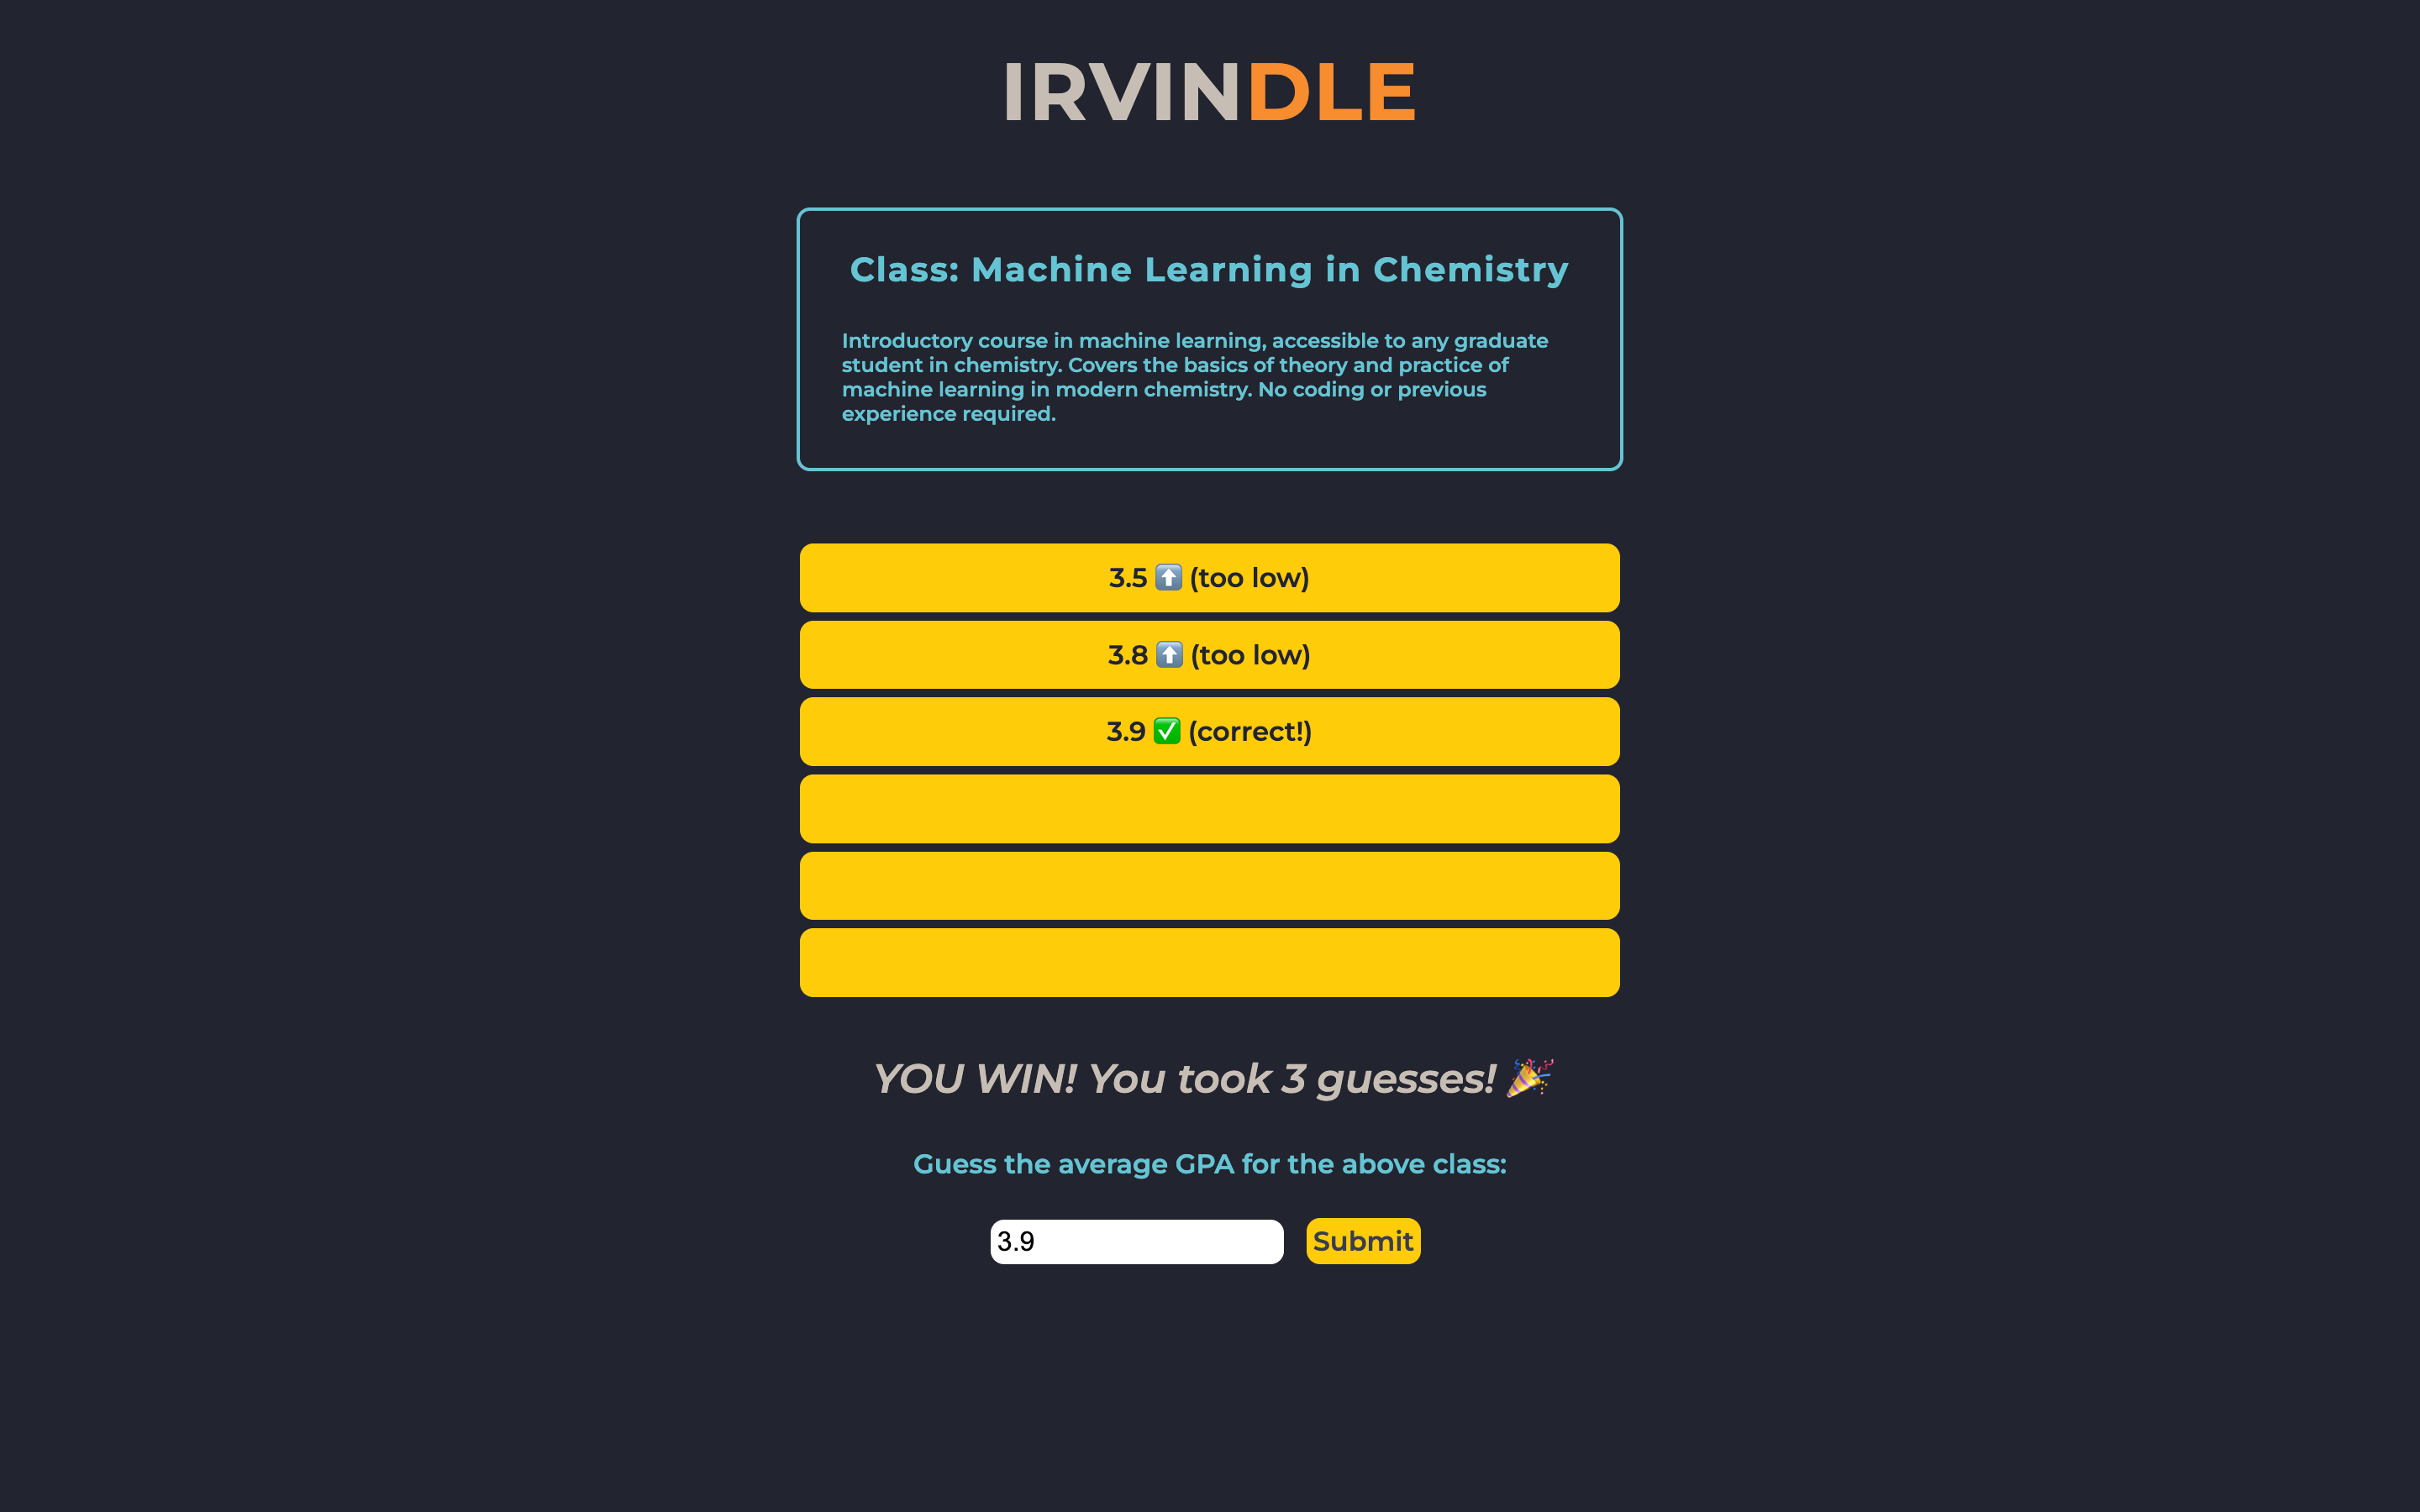 IRVINDLE
Class: Machine Learning in Chemistry
Introductory course in machine learning, accessible to any graduate
student in chemistry. Covers the basics of theory and practice of
machine learning in modern chemistry. No coding or previous
experience required.
3.5 ⬆️ (too low)
3.8 ⬆️ (too low)
3.9 ✅ (correct!)
YOU WIN! You took 3 guesses! 🎉
Guess the average GPA for the above class:
3.9
Submit